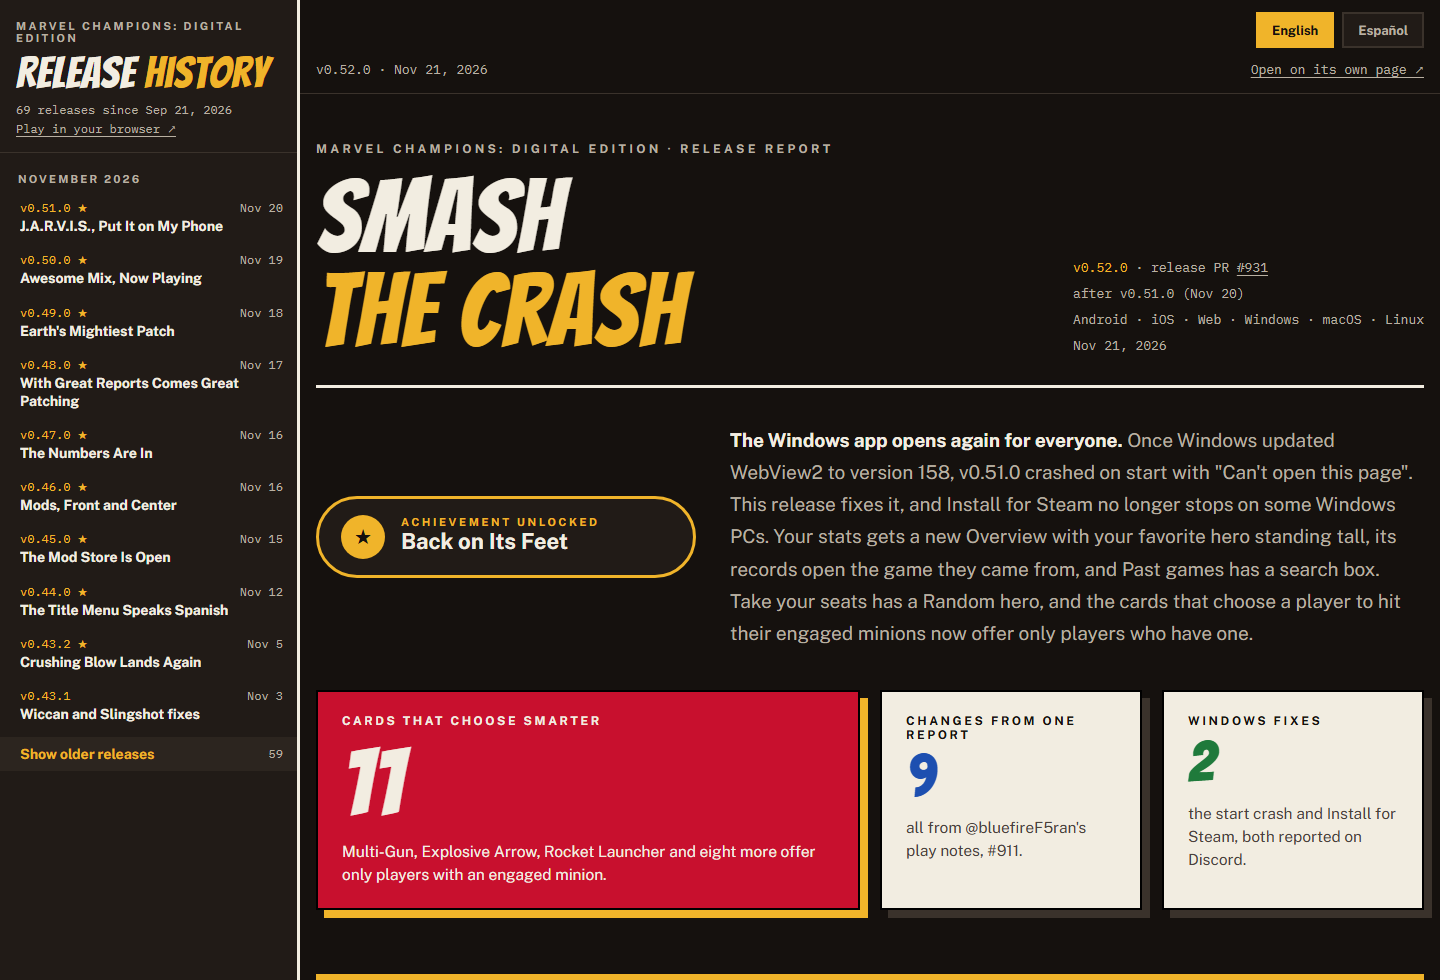 MARVEL CHAMPIONS: DIGITAL
EDITION
RELEASE HISTORY
69 releases since Sep 21, 2026
Play in your browser ↗
NOVEMBER 2026
v0.51.0 ★ Nov 20
J.A.R.V.I.S., Put It on My Phone
v0.50.0 ★ Nov 19
Awesome Mix, Now Playing
v0.49.0 ★ Nov 18
Earth's Mightiest Patch
v0.48.0 ★ Nov 17
With Great Reports Comes Great
Patching
v0.47.0 ★ Nov 16
The Numbers Are In
v0.46.0 ★ Nov 16
Mods, Front and Center
v0.45.0 ★ Nov 15
The Mod Store Is Open
v0.44.0 ★ Nov 12
The Title Menu Speaks Spanish
v0.43.2 ★ Nov 5
Crushing Blow Lands Again
v0.43.1 Nov 3
Wiccan and Slingshot fixes
Show older releases 59
English Español
v0.52.0 · Nov 21, 2026 Open on its own page ↗
MARVEL CHAMPIONS: DIGITAL EDITION · RELEASE REPORT
SMASH
THE CRASH
v0.52.0 · release PR #931
after v0.51.0 (Nov 20)
Android · iOS · Web · Windows · macOS · Linux
Nov 21, 2026
★ ACHIEVEMENT UNLOCKED
Back on Its Feet
The Windows app opens again for everyone. Once Windows updated
WebView2 to version 158, v0.51.0 crashed on start with "Can't open this page".
This release fixes it, and Install for Steam no longer stops on some Windows
PCs. Your stats gets a new Overview with your favorite hero standing tall, its
records open the game they came from, and Past games has a search box.
Take your seats has a Random hero, and the cards that choose a player to hit
their engaged minions now offer only players who have one.
CARDS THAT CHOOSE SMARTER
11
Multi-Gun, Explosive Arrow, Rocket Launcher and eight more offer
only players with an engaged minion.
CHANGES FROM ONE
REPORT
9
all from @bluefireF5ran's
play notes, #911.
WINDOWS FIXES
2
the start crash and Install for
Steam, both reported on
Discord.